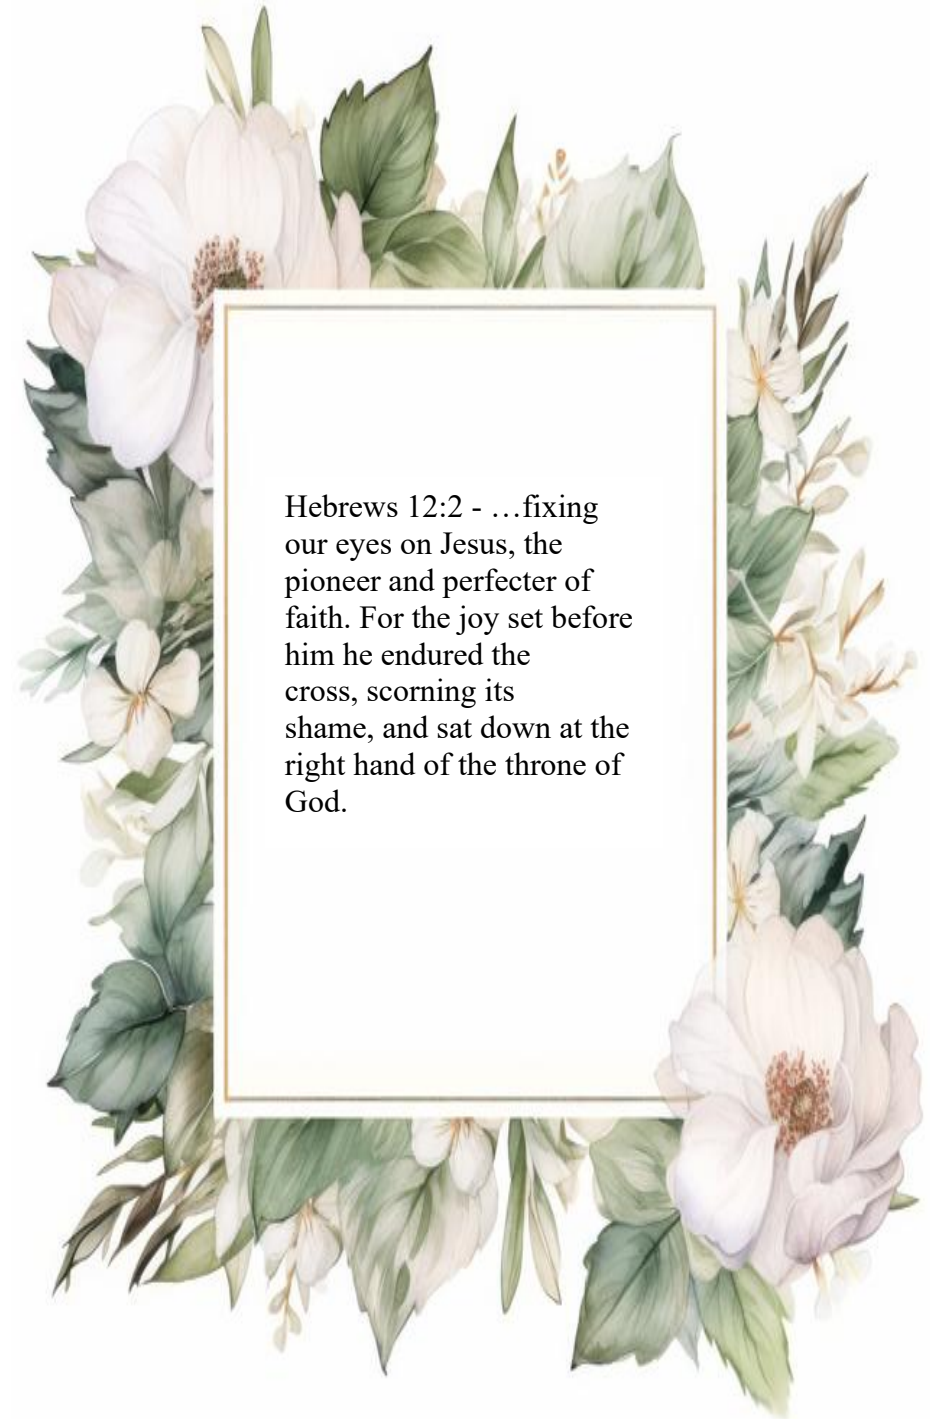 Hebrews 12:2 - …fixing
our eyes on Jesus, the
pioneer and perfecter of
faith. For the joy set before
him he endured the
cross, scorning its
shame, and sat down at the
right hand of the throne of
God.